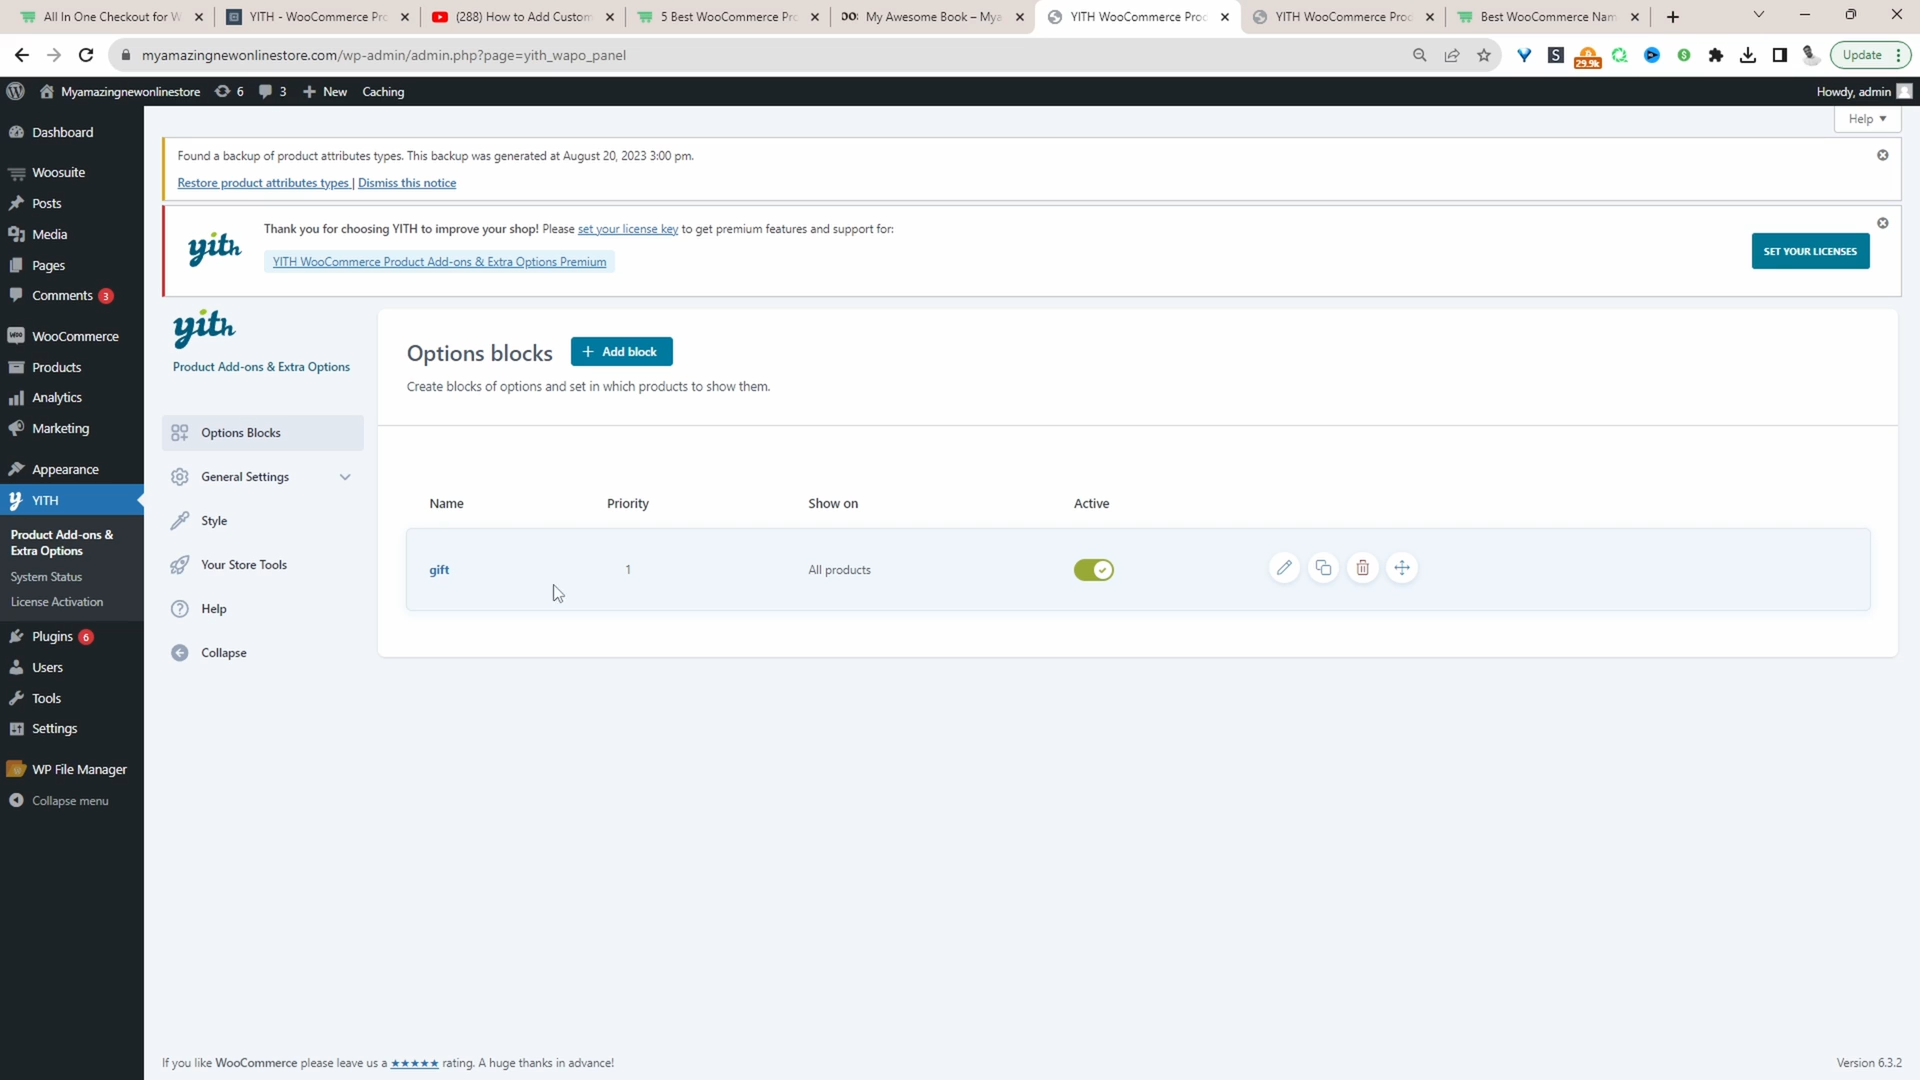 All In One Checkout for W
YITH - WooCommerce Pro
(288) How to Add Custom
5 Best WooCommerce Pro
My Awesome Book – Mya
YITH WooCommerce Proc
YITH WooCommerce Proc
Best WooCommerce Nam
myamazingnewonlinestore.com/wp-admin/admin.php?page=yith_wapo_panel
29.9k
Update
Myamazingnewonlinestore
6
3
New
Caching
Howdy, admin
Help
Dashboard
Woosuite
Posts
Media
Pages
Comments 3
WooCommerce
Products
Analytics
Marketing
Appearance
YITH
Product Add-ons &
Extra Options
System Status
License Activation
Plugins 6
Users
Tools
Settings
WP File Manager
Collapse menu
Found a backup of product attributes types. This backup was generated at August 20, 2023 3:00 pm.
Restore product attributes types | Dismiss this notice
yith
Thank you for choosing YITH to improve your shop! Please set your license key to get premium features and support for:
YITH WooCommerce Product Add-ons & Extra Options Premium
SET YOUR LICENSES
yith
Product Add-ons & Extra Options
Options Blocks
General Settings
Style
Your Store Tools
Help
Collapse
Options blocks
+ Add block
Create blocks of options and set in which products to show them.
Name Priority Show on Active
gift 1 All products
If you like WooCommerce please leave us a ★★★★★ rating. A huge thanks in advance!
Version 6.3.2